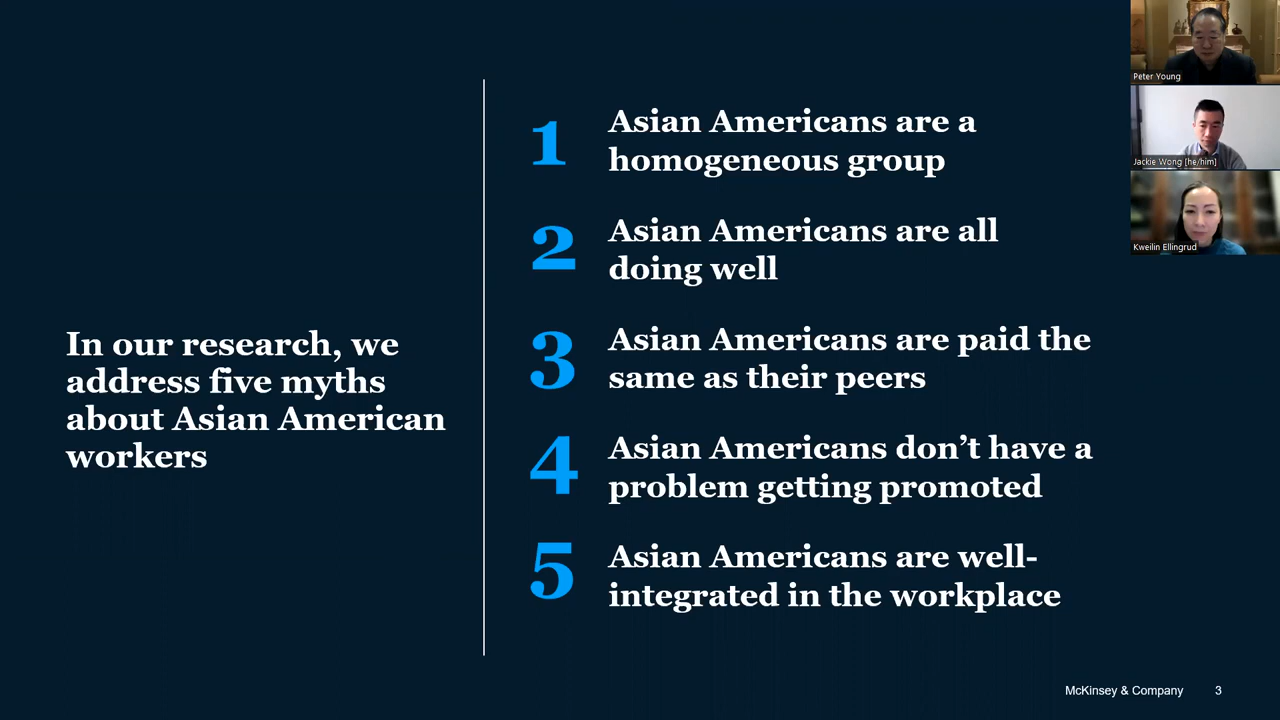 In our research, we
address five myths
about Asian American
workers
1
Asian Americans are a
homogeneous group
2
Asian Americans are all
doing well
3
Asian Americans are paid the
same as their peers
4
Asian Americans don’t have a
problem getting promoted
5
Asian Americans are well-
integrated in the workplace
Peter Young
Jackie Wong [he/him]
Kweilin Ellingrud
McKinsey & Company 3